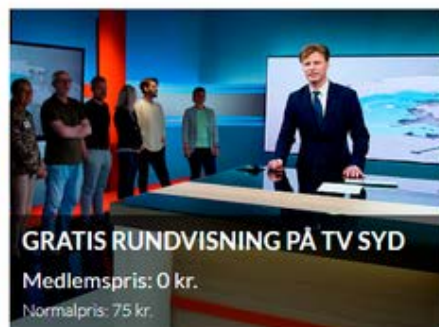 GRATIS RUNDVISNING PÅ TV SYD
Medlemspris: 0 kr.
Normalpris: 75 kr.